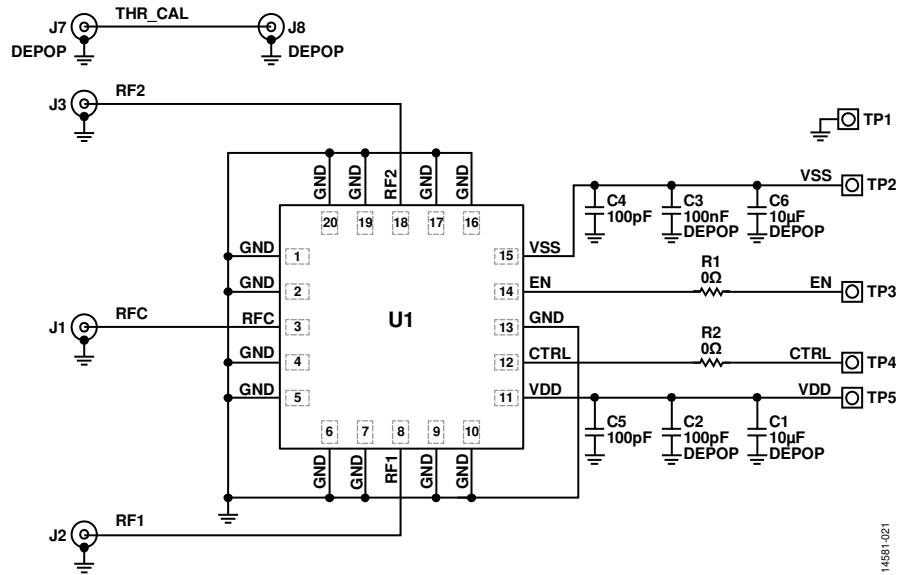 THR_CAL
J7
J8
DEPOP
DEPOP
RF2
J3
TP1
GND
GND
RF2
GND
GND
VSS
TP2
20
19
18
17
16
C4
100pF
C3
100nF
DEPOP
C6
10µF
DEPOP
GND
1
15
VSS
R1
0Ω
GND
2
14
EN
EN
TP3
J1
RFC
RFC
3
U1
13
GND
R2
0Ω
GND
4
12
CTRL
CTRL
TP4
GND
5
11
VDD
VDD
TP5
6
7
8
9
10
C5
100pF
C2
100pF
DEPOP
C1
10µF
DEPOP
GND
GND
RF1
GND
GND
RF1
J2
14581-021